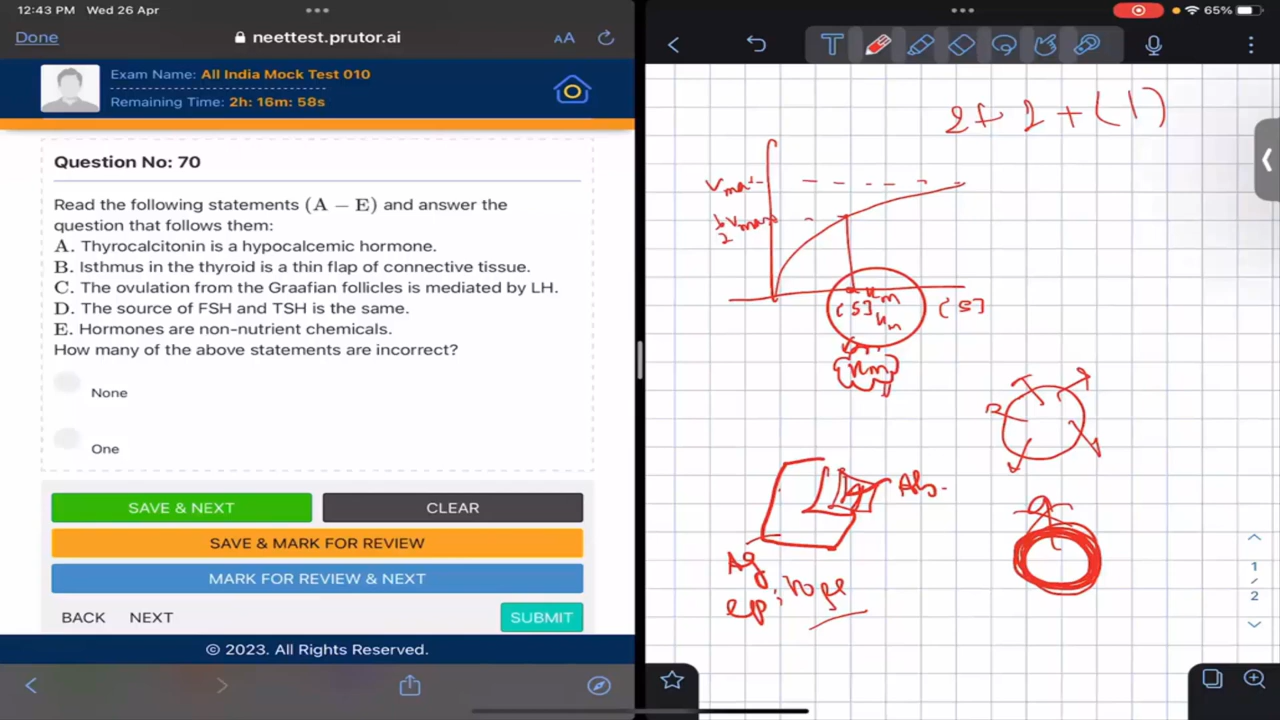 12:43 PM Wed 26 Apr
65%
Done
neettest.prutor.ai
AA
Exam Name: All India Mock Test 010
Remaining Time: 2h: 16m: 58s
Question No: 70
Read the following statements (A – E) and answer the
question that follows them:
A. Thyrocalcitonin is a hypocalcemic hormone.
B. Isthmus in the thyroid is a thin flap of connective tissue.
C. The ovulation from the Graafian follicles is mediated by LH.
D. The source of FSH and TSH is the same.
E. Hormones are non-nutrient chemicals.
How many of the above statements are incorrect?
None
One
SAVE & NEXT
CLEAR
SAVE & MARK FOR REVIEW
MARK FOR REVIEW & NEXT
BACK
NEXT
SUBMIT
© 2023. All Rights Reserved.
T
2 + 2 + (1)
Vmax
Vmax
2
[S]
Km
[S]
Km
Ag
1
/
2